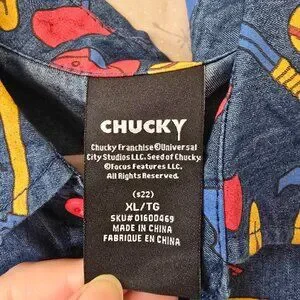 CHUCKY
Chucky Franchise©Universal
City Studios LLC. Seed of Chucky
©Focus Features LLC.
All Rights Reserved.
(s22)
XL/TG
SKU# 01600469
MADE IN CHINA
FABRIQUE EN CHINA